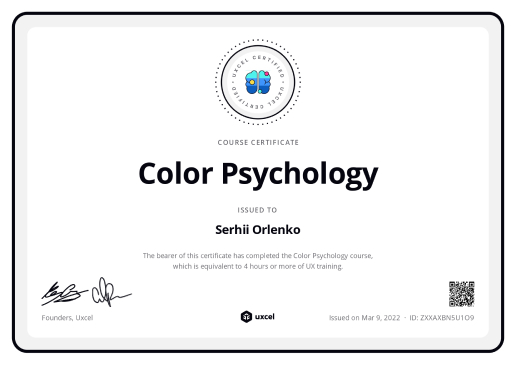 UXCEL CERTIFIED • UXCEL CERTIFIED •
COURSE CERTIFICATE
Color Psychology
ISSUED TO
Serhii Orlenko
The bearer of this certificate has completed the Color Psychology course,
which is equivalent to 4 hours or more of UX training.
Founders, Uxcel
uxcel
Issued on Mar 9, 2022 · ID: ZXXAXBN5U1O9